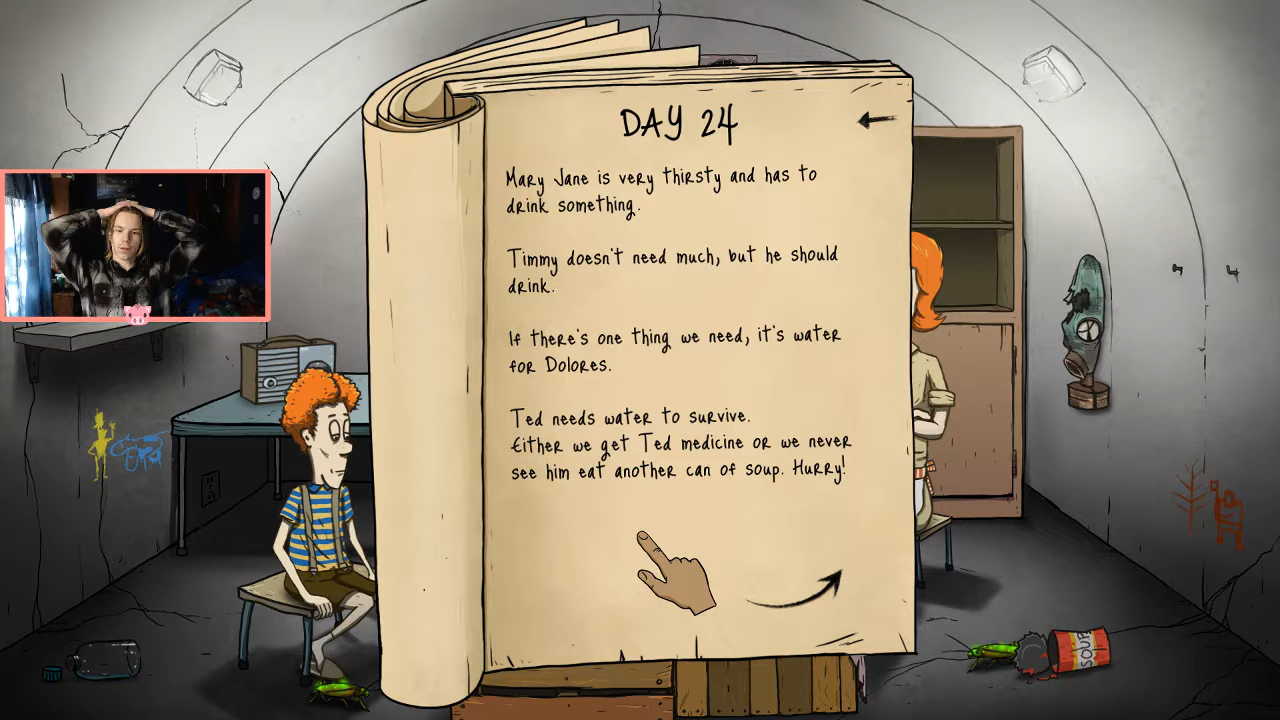 DAY 24
Mary Jane is very thirsty and has to
drink something.
Timmy doesn't need much, but he should
drink.
If there's one thing we need, it's water
for Dolores.
Ted needs water to survive.
Either we get Ted medicine or we never
see him eat another can of soup. Hurry!
SOUP